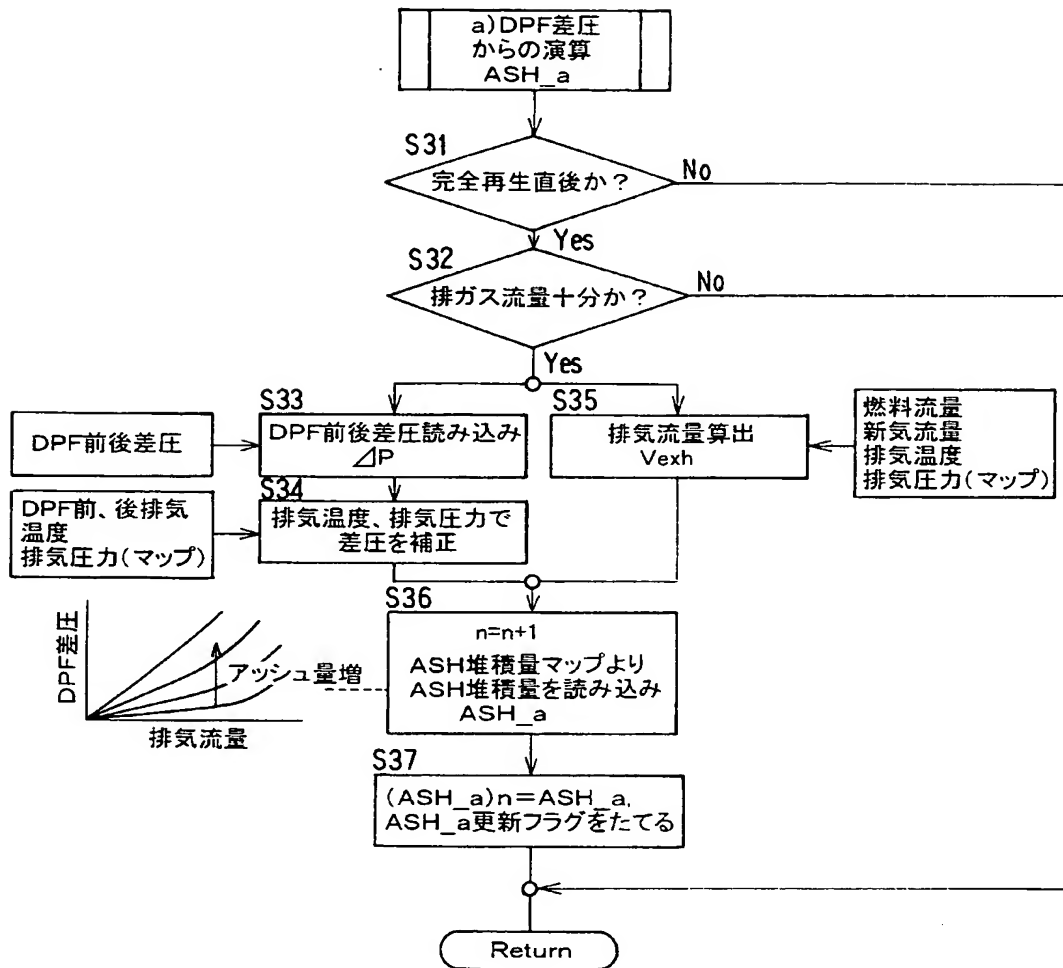 a)DPF差圧
からの演算
ASH_a
S31
完全再生直後か？
No
Yes
S32
排ガス流量十分か？
No
Yes
S33
DPF前後差圧
DPF前後差圧読み込み
⊿P
S35
排気流量算出
Vexh
燃料流量
新気流量
排気温度
排気圧力(マップ)
S34
DPF前、後排気
温度
排気圧力(マップ)
排気温度、排気圧力で
差圧を補正
S36
n=n+1
ASH堆積量マップより
ASH堆積量を読み込み
ASH_a
DPF差圧
アッシュ量増
排気流量
S37
(ASH_a)n=ASH_a,
ASH_a更新フラグをたてる
Return